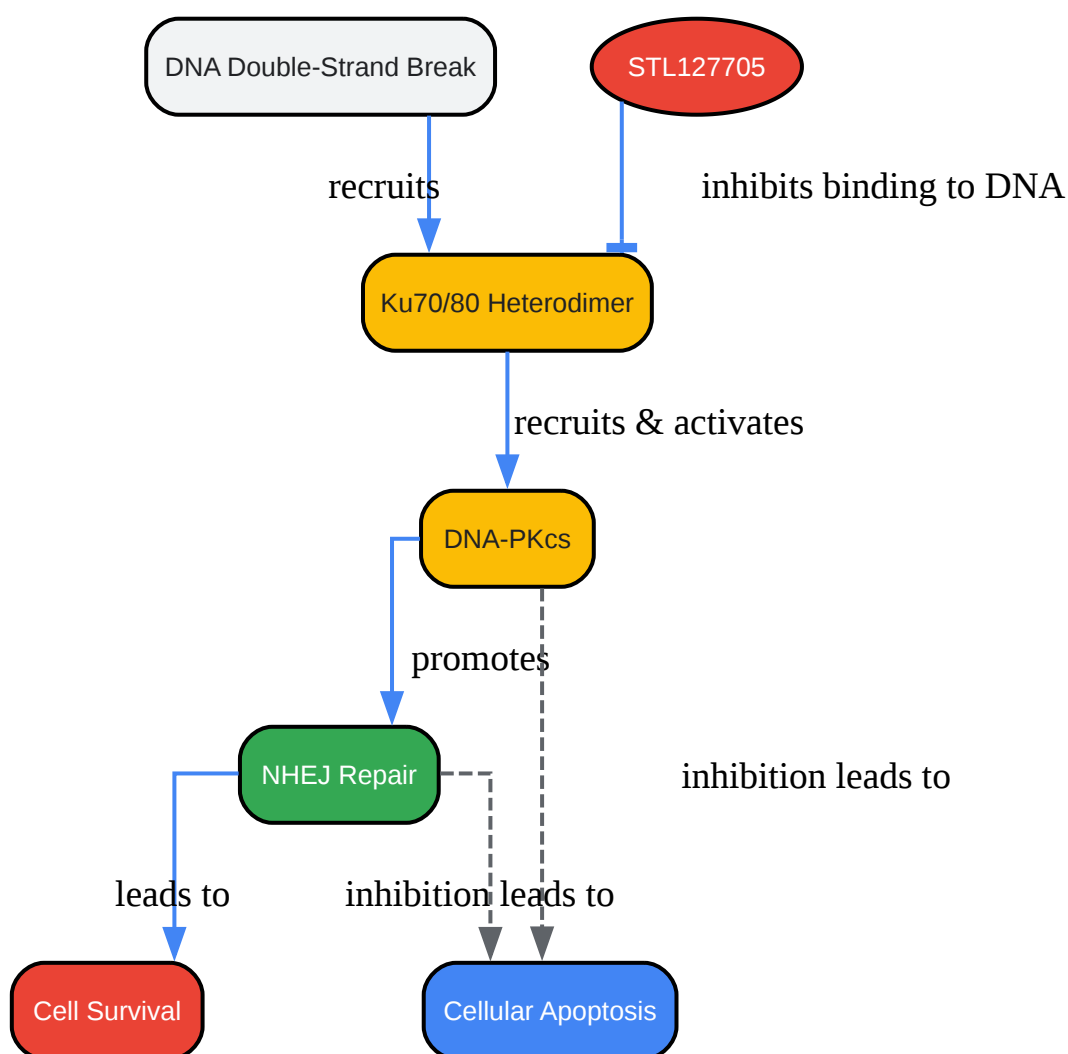 DNA Double-Strand Break
STL127705
recruits
inhibits binding to DNA
Ku70/80 Heterodimer
recruits & activates
DNA-PKcs
promotes
NHEJ Repair
inhibition leads to
leads to
inhibition leads to
Cell Survival
Cellular Apoptosis